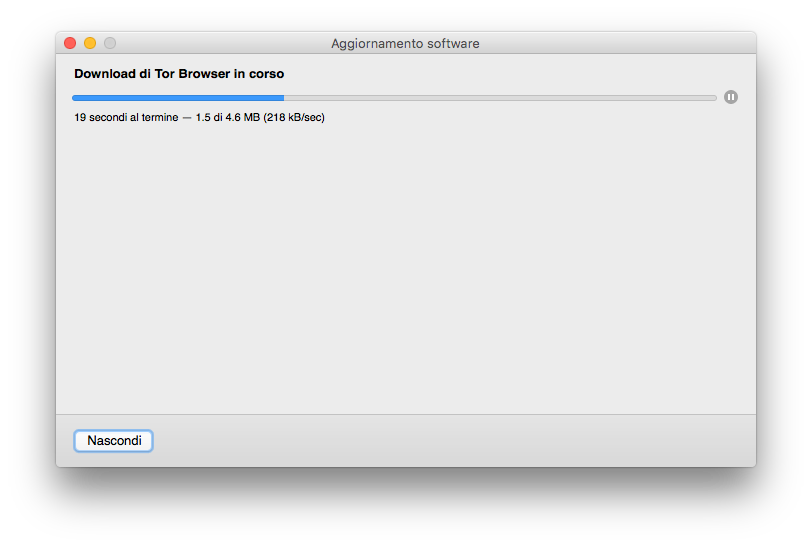 Aggiornamento software
Download di Tor Browser in corso
19 secondi al termine — 1.5 di 4.6 MB (218 kB/sec)
Nascondi